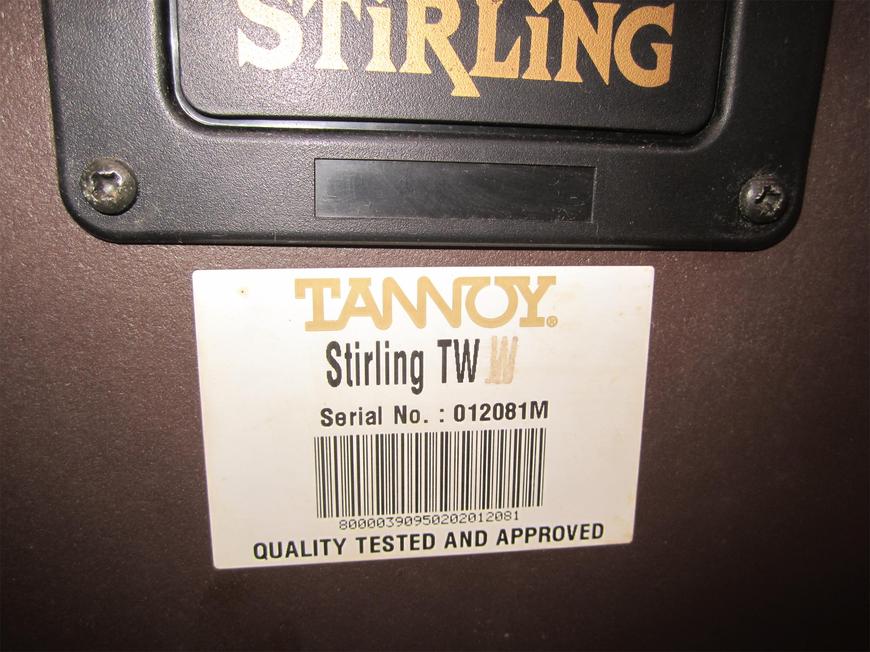 STiRLiNG
TANNOY®
Stirling TW W
Serial No. : 012081M
80000390950202012081
QUALITY TESTED AND APPROVED